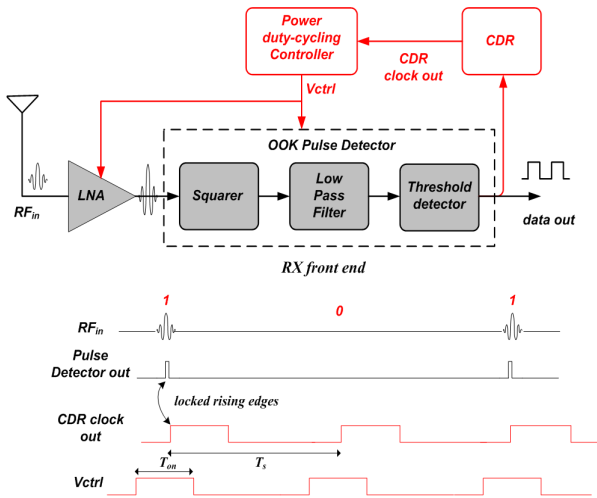 Power
duty-cycling
Controller
CDR
CDR
clock out
Vctrl
OOK Pulse Detector
LNA
Squarer
Low
Pass
Filter
Threshold
detector
RFin
data out
RX front end
1
0
1
RFin
Pulse
Detector out
locked rising edges
CDR clock
out
Ton
Ts
Vctrl